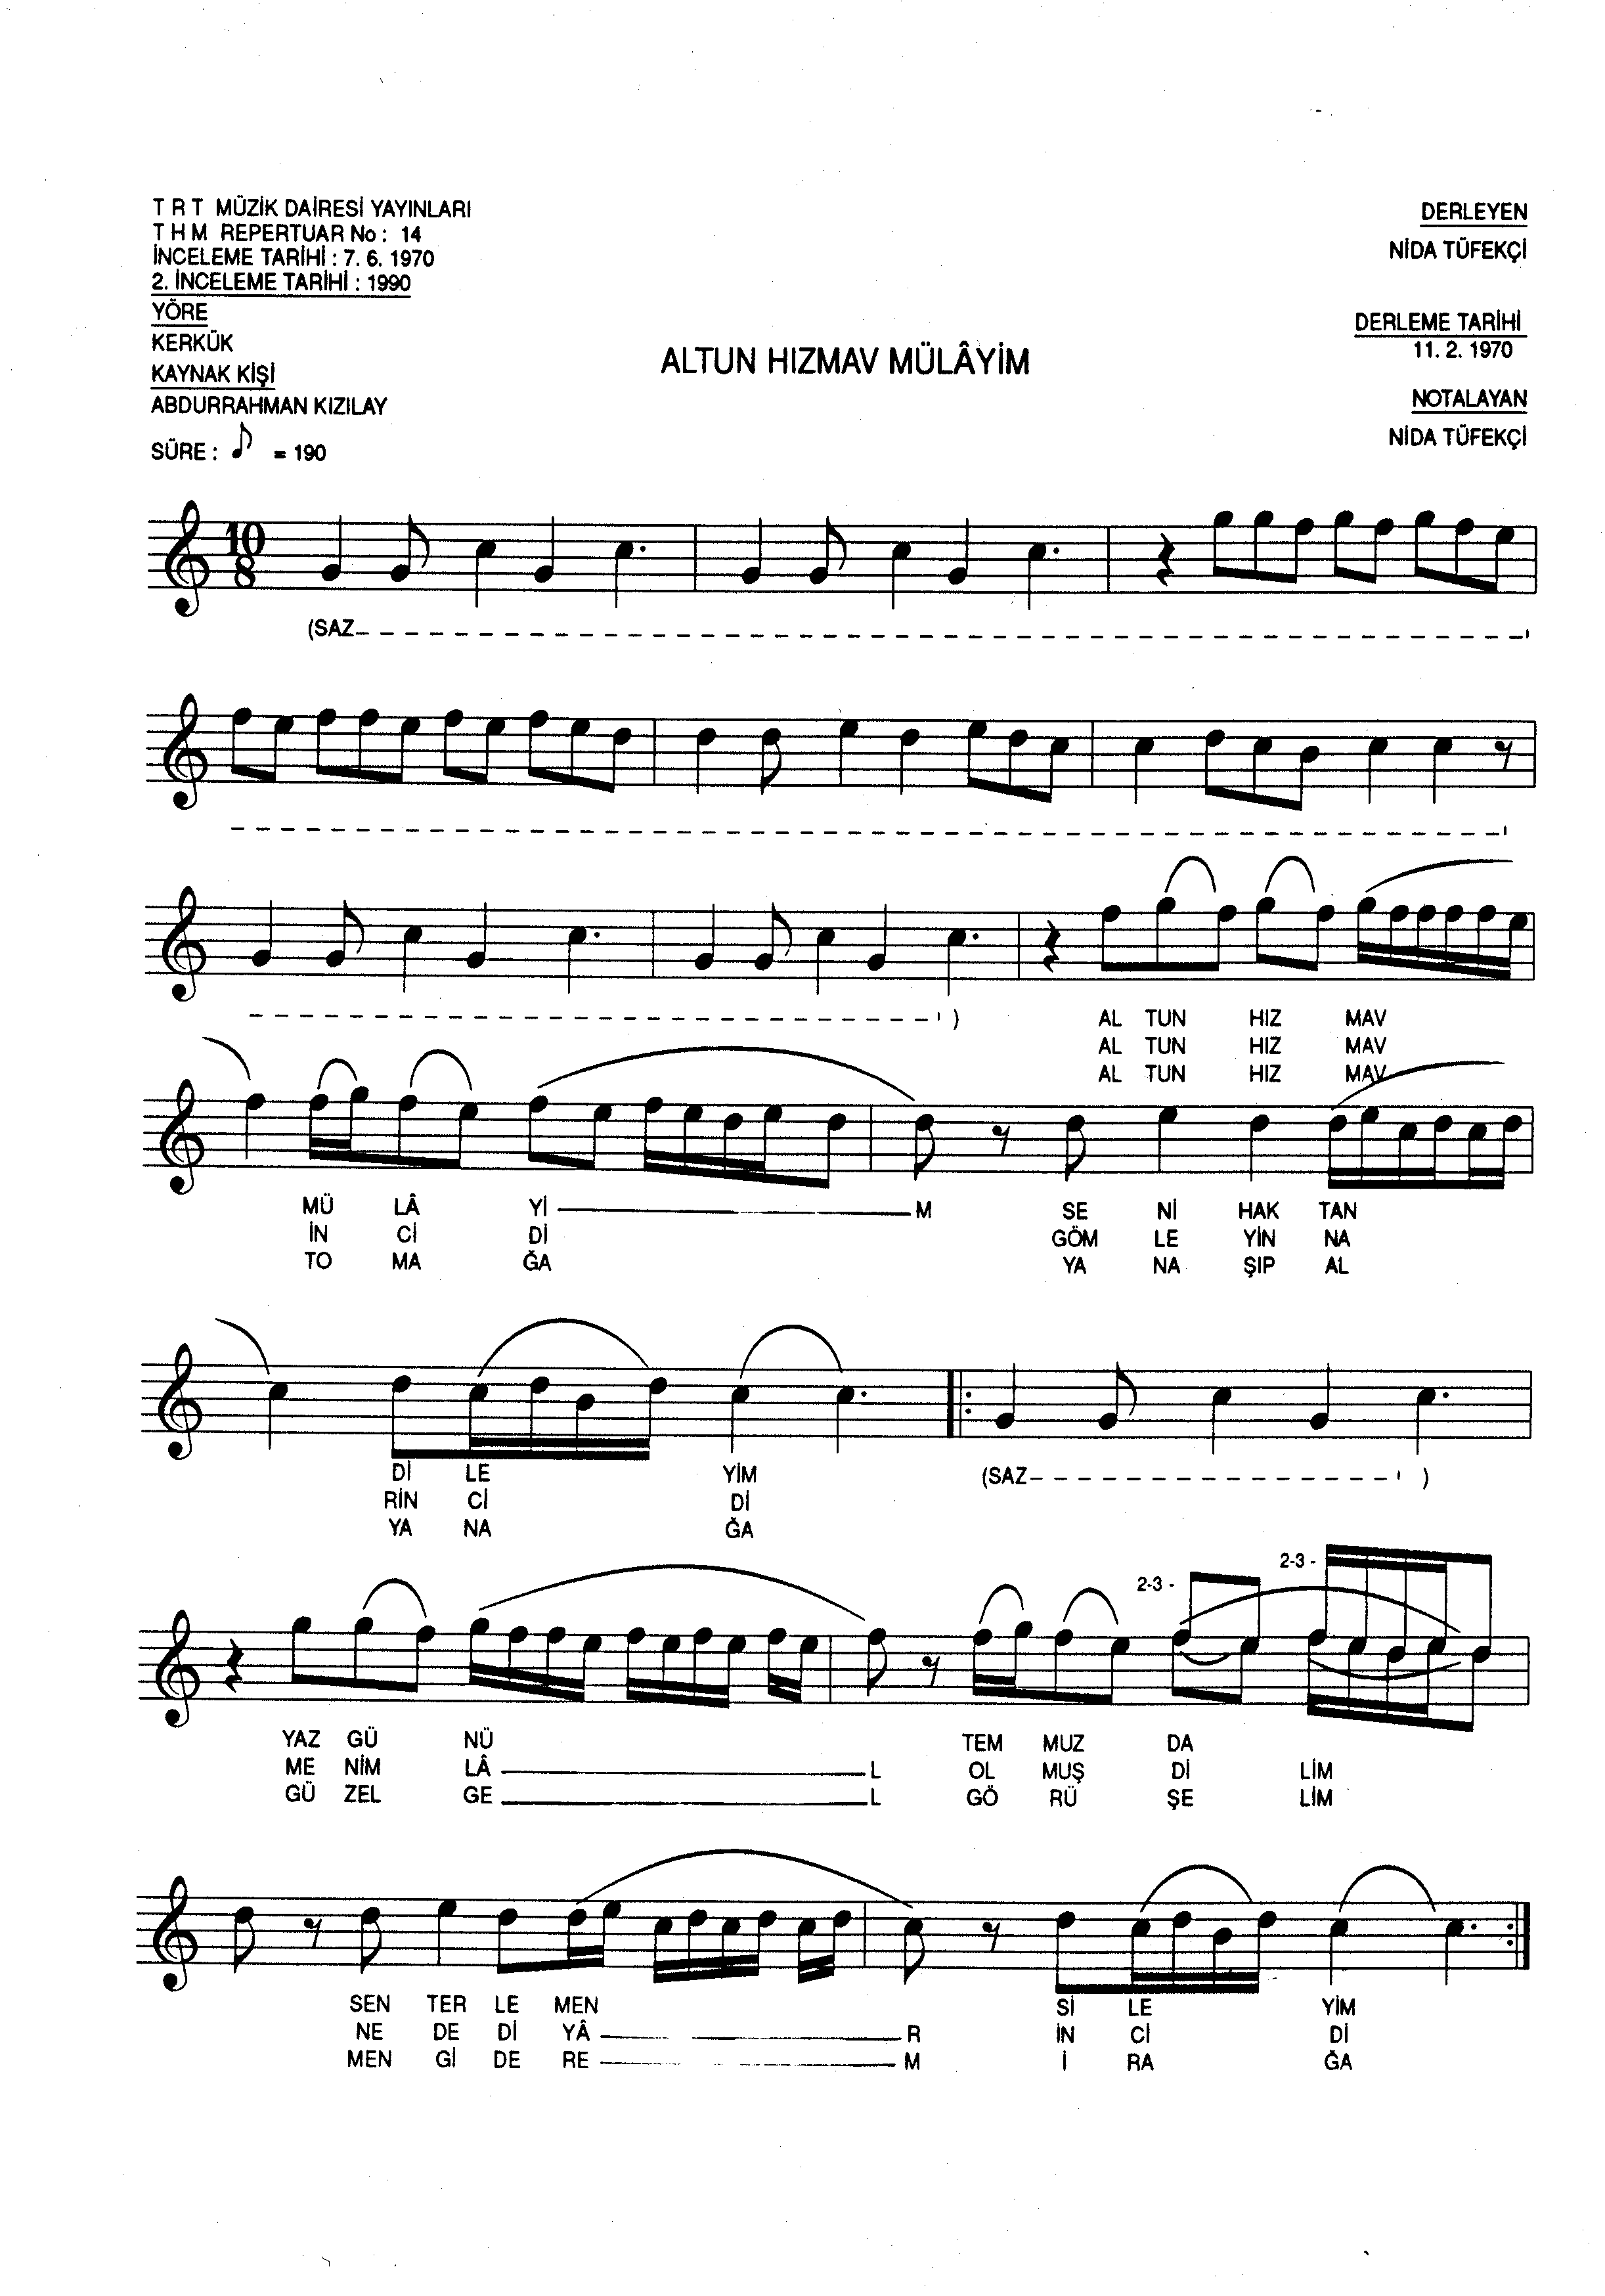 T R T MÜZİK DAİRESİ YAYINLARI
T H M REPERTUAR No : 14
İNCELEME TARİHİ : 7. 6. 1970
2. İNCELEME TARİHİ : 1990
YÖRE
KERKÜK
KAYNAK KİŞİ
ABDURRAHMAN KIZILAY
SÜRE : ♪ = 190
DERLEYEN
NİDA TÜFEKÇİ
DERLEME TARİHİ
11. 2. 1970
NOTALAYAN
NİDA TÜFEKÇİ
ALTUN HIZMAV MÜLÂYİM
10
8
(SAZ
)
AL TUN HIZ MAV
AL TUN HIZ MAV
AL TUN HIZ MAV
MÜ LÂ Yİ M SE Nİ HAK TAN
İN Cİ Dİ GÖM LE YİN NA
TO MA ĞA YA NA ŞIP AL
Dİ LE YİM (SAZ )
RİN Cİ Dİ
YA NA ĞA
2-3 - 2-3 -
YAZ GÜ NÜ TEM MUZ DA
ME NİM LÂ L OL MUŞ Dİ LİM
GÜ ZEL GE L GÖ RÜ ŞE LİM
SEN TER LE MEN Sİ LE YİM
NE DE Dİ YÂ R İN Cİ Dİ
MEN Gİ DE RE M İ RA ĞA